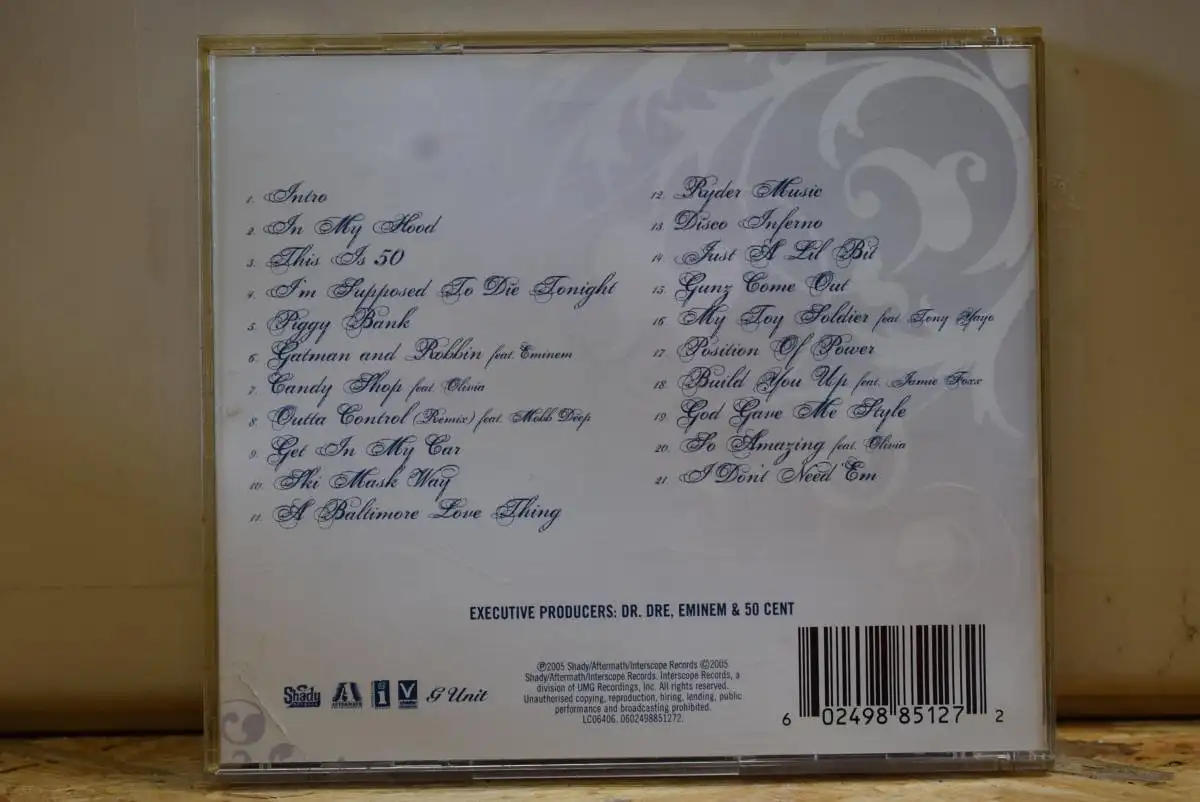 1. Intro
2. In My Hood
3. This Is 50
4. I'm Supposed To Die Tonight
5. Piggy Bank
6. Gatman and Robbin feat. Eminem
7. Candy Shop feat. Olivia
8. Outta Control (Remix) feat. Mobb Deep
9. Get In My Car
10. Ski Mask Way
11. A Baltimore Love Thing
12. Ryder Music
13. Disco Inferno
14. Just A Lil Bit
15. Gunz Come Out
16. My Toy Soldier feat. Tony Yayo
17. Position Of Power
18. Build You Up feat. Jamie Foxx
19. God Gave Me Style
20. So Amazing feat. Olivia
21. I Don't Need 'Em
EXECUTIVE PRODUCERS: DR. DRE, EMINEM & 50 CENT
Shady RECORDS
AFTERMATH
G Unit
℗2005 Shady/Aftermath/Interscope Records ©2005
Shady/Aftermath/Interscope Records. Interscope Records, a
division of UMG Recordings, Inc. All rights reserved.
Unauthorised copying, reproduction, hiring, lending, public
performance and broadcasting prohibited.
LC06406. 0602498851272.
6 02498 85127 2